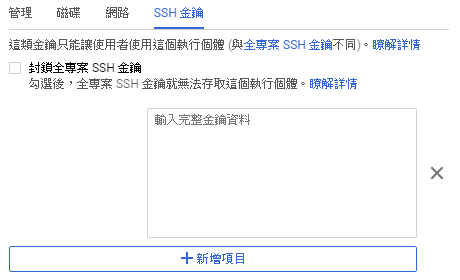 管理 磁碟 網路 SSH 金鑰
這類金鑰只能讓使用者使用這個執行個體 (與全專案 SSH 金鑰不同)。瞭解詳情
封鎖全專案 SSH 金鑰
勾選後，全專案 SSH 金鑰就無法存取這個執行個體。瞭解詳情
輸入完整金鑰資料
+ 新增項目